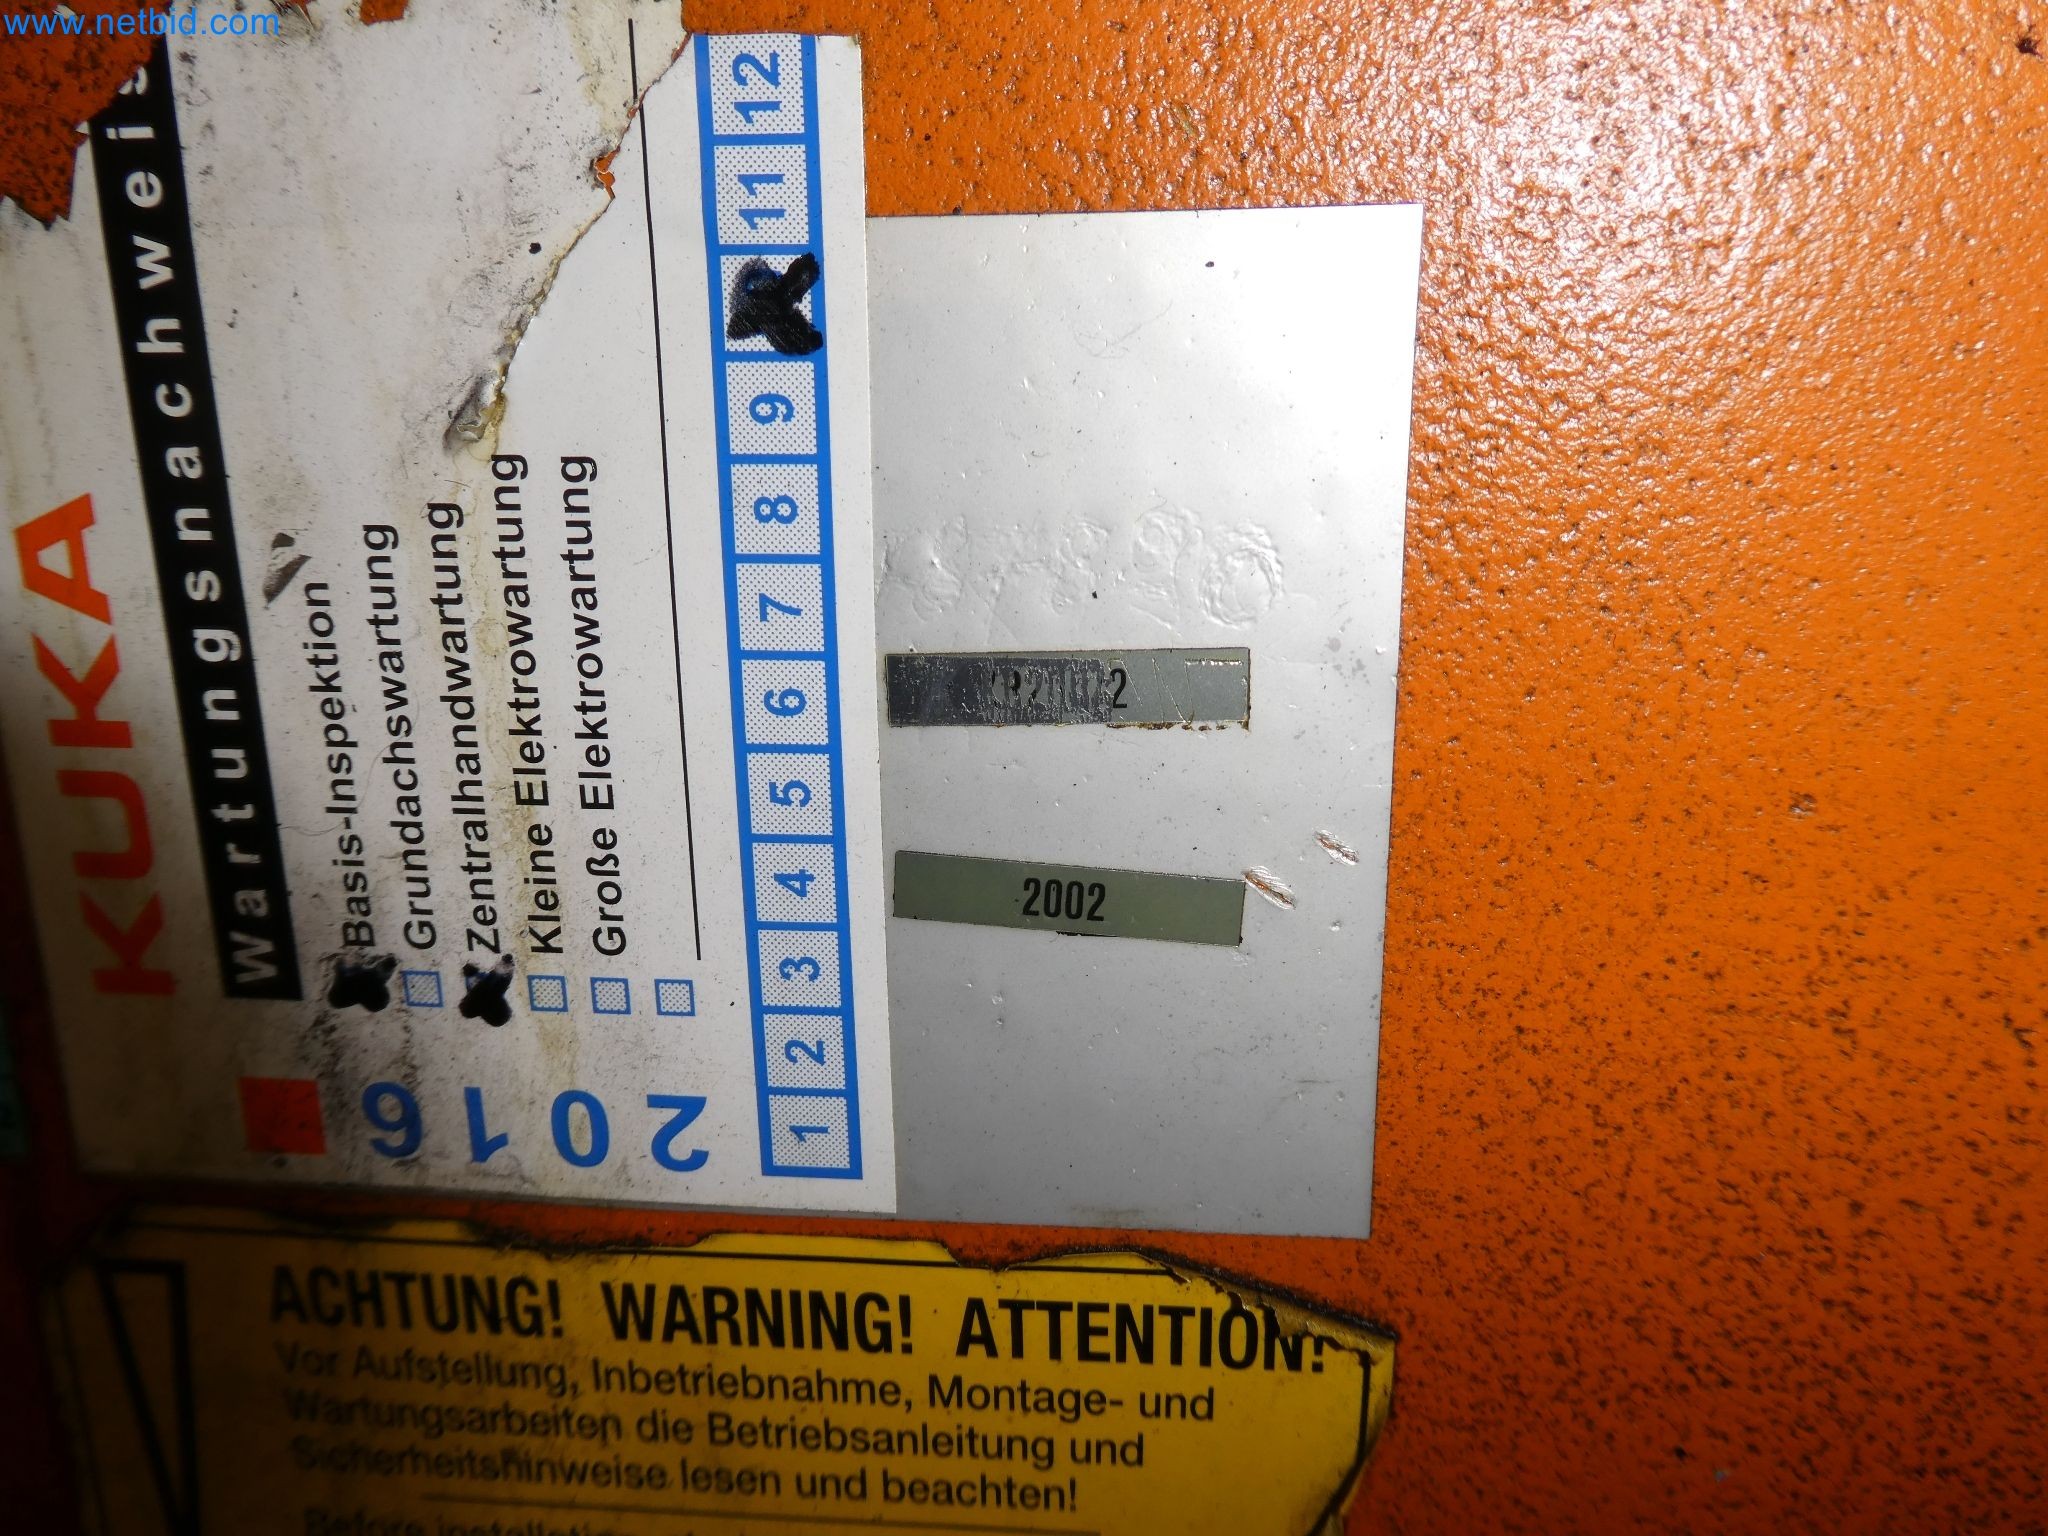 www.netbid.com
KUKA
Wartungsnachweis
Basis-Inspektion
Grundachswartung
Zentralhandwartung
Kleine Elektrowartung
Große Elektrowartung
2016
1 2 3 4 5 6 7 8 9 11 12
2002
ACHTUNG! WARNING! ATTENTION!
Vor Aufstellung, Inbetriebnahme, Montage- und
Wartungsarbeiten die Betriebsanleitung und
Sicherheitshinweise lesen und beachten!
Before installation